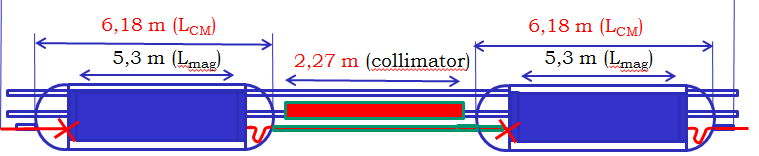 6,18 m (LCM)
6,18 m (LCM)
5,3 m (Lmag)
2,27 m (collimator)
5,3 m (Lmag)